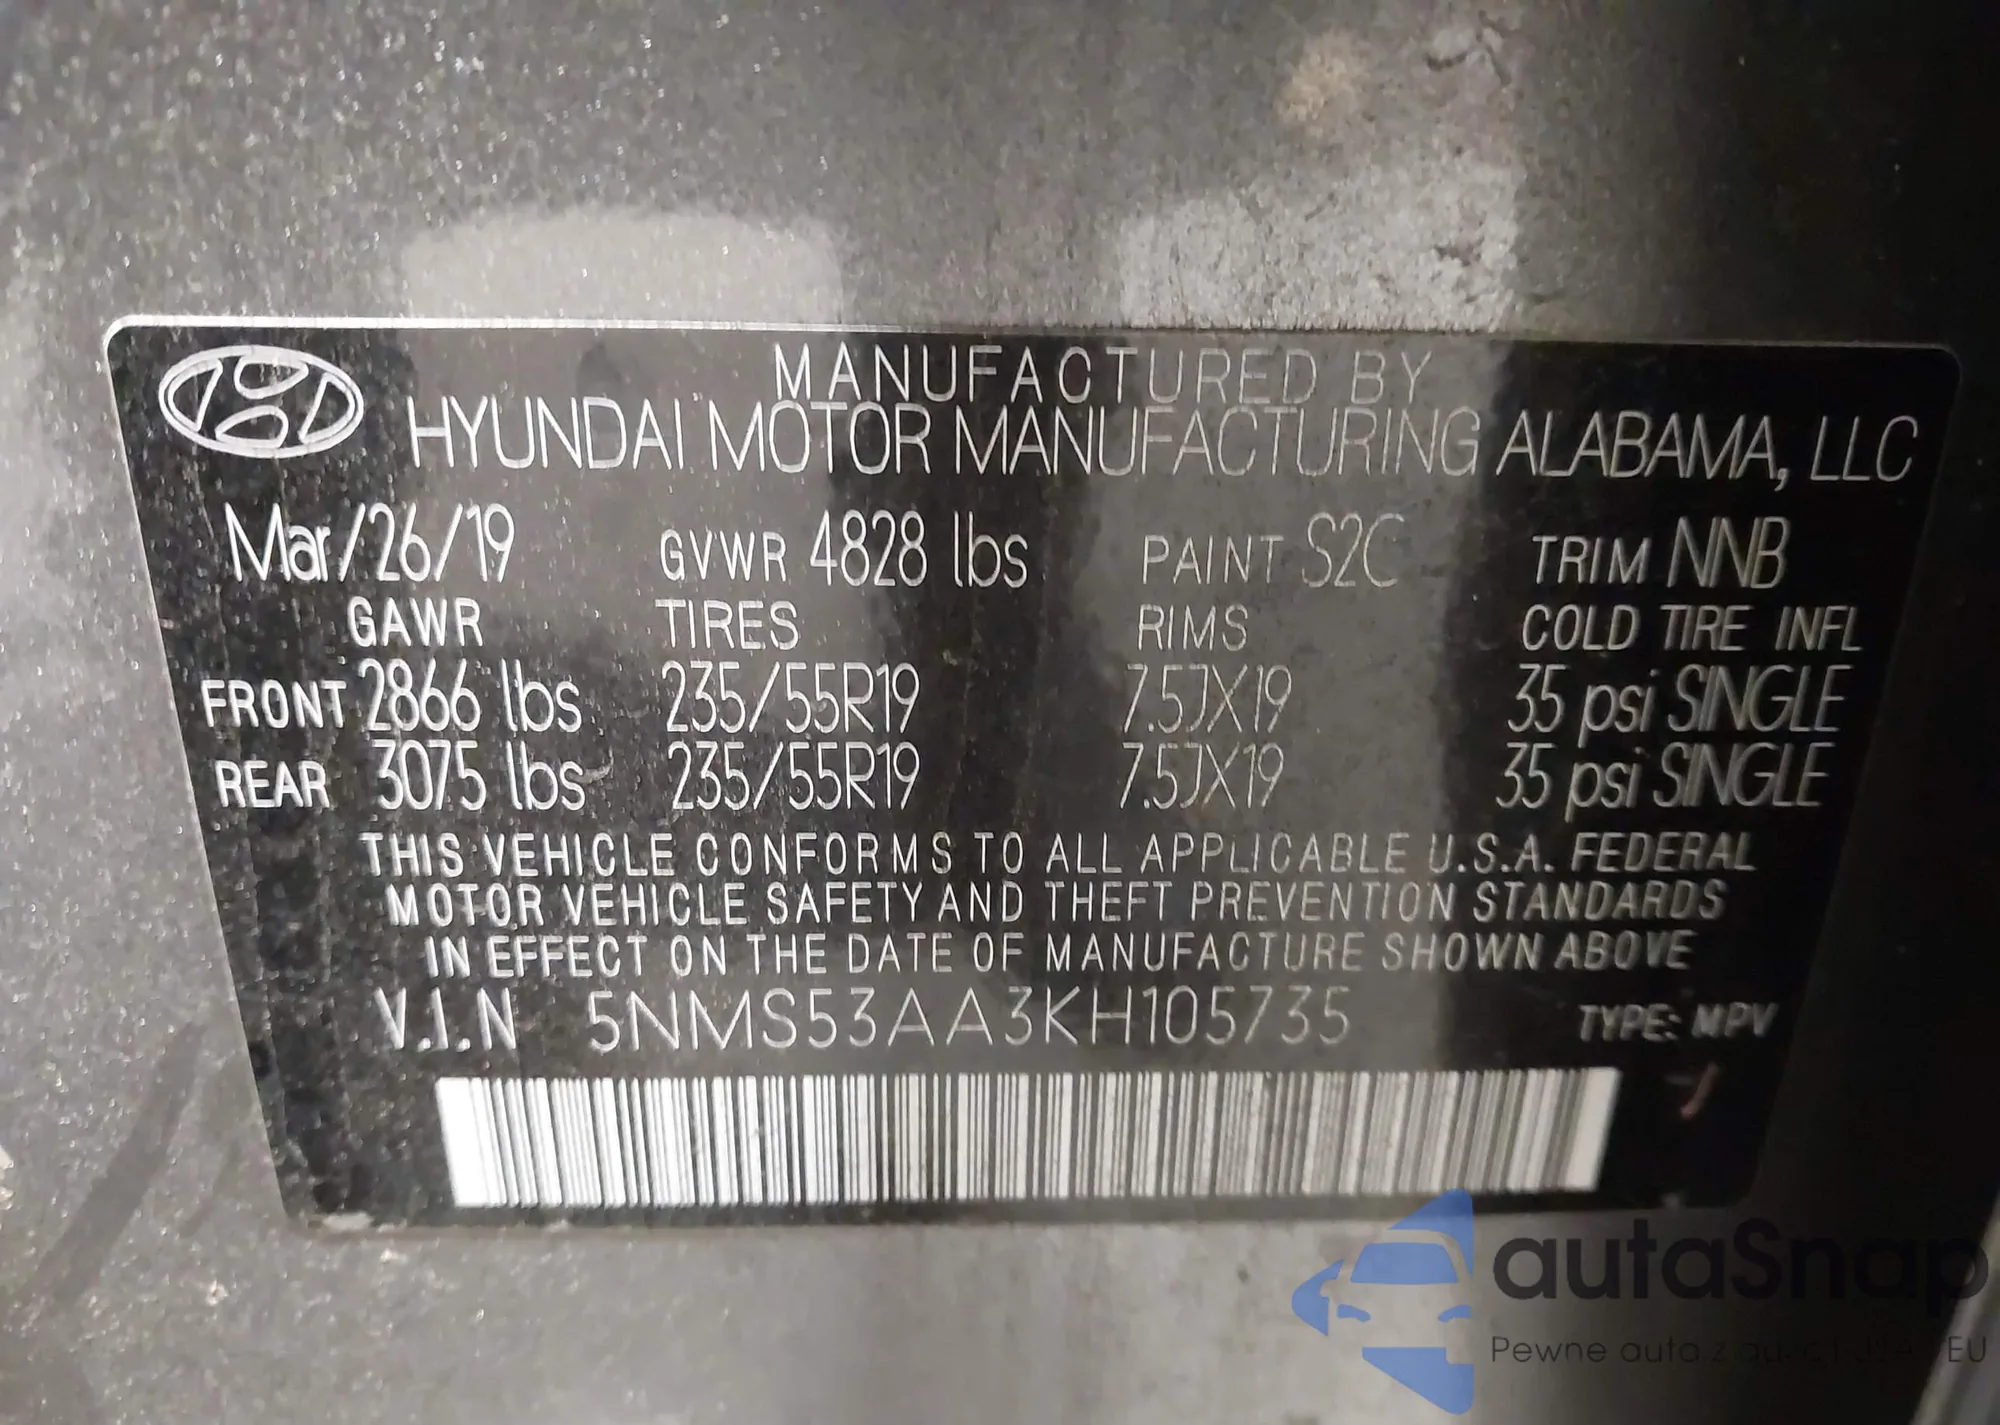 MANUFACTURED BY
HYUNDAI MOTOR MANUFACTURING ALABAMA, LLC
Mar/26/19 GVWR 4828 lbs PAINT S2C TRIM NNB
GAWR TIRES RIMS COLD TIRE INFL
FRONT 2866 lbs 235/55R19 7.5JX19 35 psi SINGLE
REAR 3075 lbs 235/55R19 7.5JX19 35 psi SINGLE
THIS VEHICLE CONFORMS TO ALL APPLICABLE U.S.A. FEDERAL
MOTOR VEHICLE SAFETY AND THEFT PREVENTION STANDARDS
IN EFFECT ON THE DATE OF MANUFACTURE SHOWN ABOVE
V.I.N 5NMS53AA3KH105735 TYPE: MPV
autaSnap
Pewne auta z EU